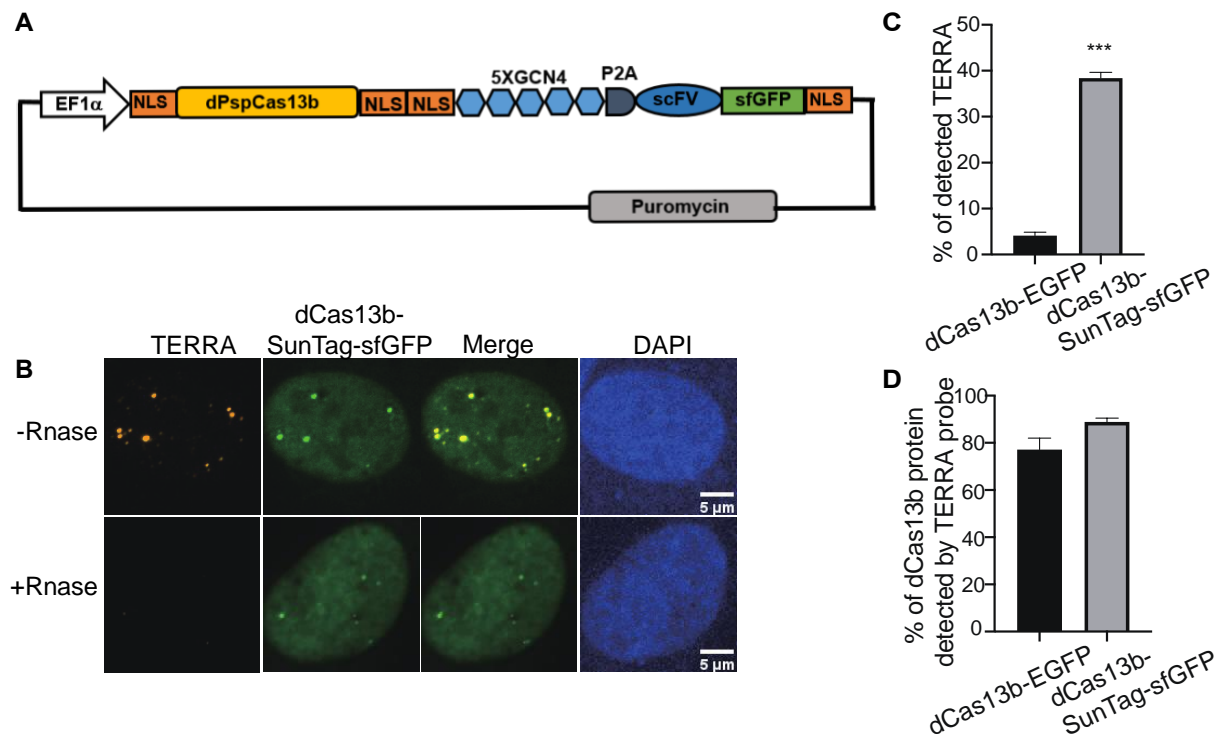 A
EF1α NLS dPspCas13b NLS NLS 5XGCN4 P2A scFV sfGFP NLS
Puromycin
B
TERRA
dCas13b-
SunTag-sfGFP
Merge
DAPI
-Rnase
5 µm
+Rnase
5 µm
C
% of detected TERRA
50
40
30
20
10
0
***
dCas13b-EGFP
dCas13b-
SunTag-sfGFP
D
% of dCas13b protein
detected by TERRA probe
100
80
60
40
20
0
dCas13b-EGFP
dCas13b-
SunTag-sfGFP